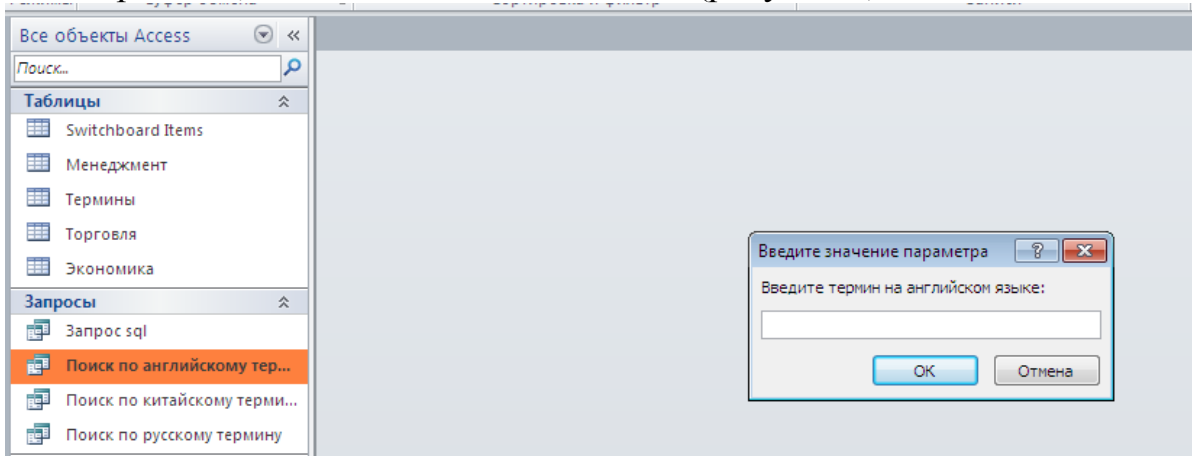 Все объекты Access
Поиск...
Таблицы
Switchboard Items
Менеджмент
Термины
Торговля
Экономика
Запросы
Запрос sql
Поиск по английскому тер...
Поиск по китайскому терми...
Поиск по русскому термину
Введите значение параметра
Введите термин на английском языке:
OK
Отмена